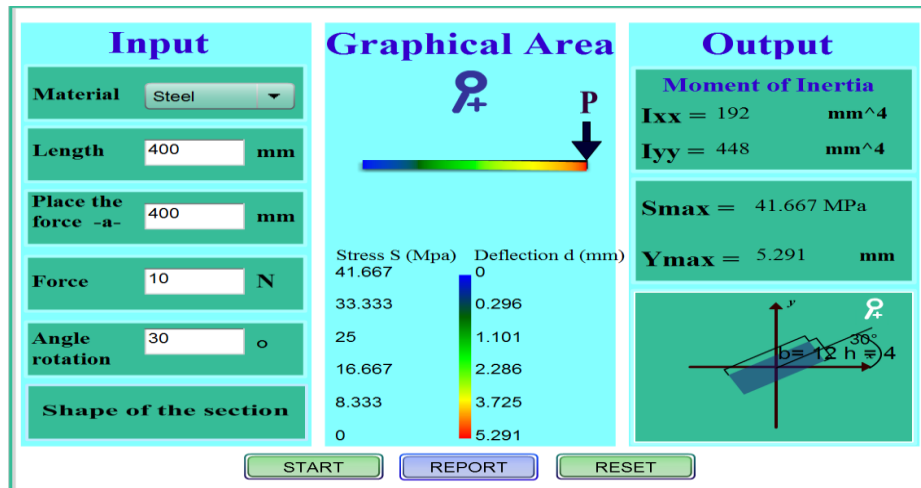 Input
Material Steel
Length 400 mm
Place the
force -a- 400 mm
Force 10 N
Angle
rotation 30 o
Shape of the section
Graphical Area
P
Stress S (Mpa) Deflection d (mm)
41.667 0
33.333 0.296
25 1.101
16.667 2.286
8.333 3.725
0 5.291
Output
Moment of Inertia
Ixx = 192 mm^4
Iyy = 448 mm^4
Smax = 41.667 MPa
Ymax = 5.291 mm
y
30°
b= 12 h = 4
START REPORT RESET